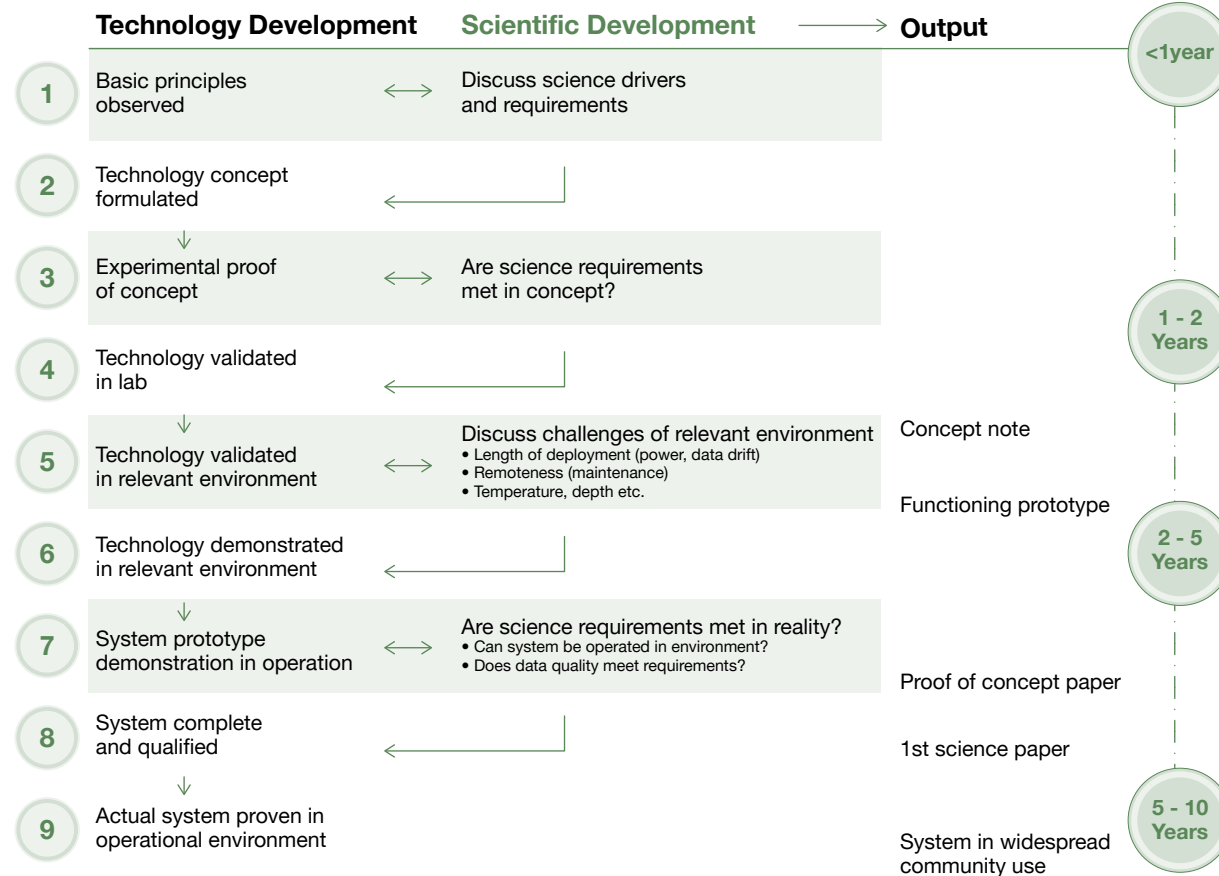 Technology Development
Scientific Development
Output
<1year
1
Basic principles
observed
Discuss science drivers
and requirements
2
Technology concept
formulated
3
Experimental proof
of concept
Are science requirements
met in concept?
1 - 2
Years
4
Technology validated
in lab
5
Technology validated
in relevant environment
Discuss challenges of relevant environment
• Length of deployment (power, data drift)
• Remoteness (maintenance)
• Temperature, depth etc.
Concept note
Functioning prototype
2 - 5
Years
6
Technology demonstrated
in relevant environment
7
System prototype
demonstration in operation
Are science requirements met in reality?
• Can system be operated in environment?
• Does data quality meet requirements?
Proof of concept paper
8
System complete
and qualified
1st science paper
9
Actual system proven in
operational environment
System in widespread
community use
5 - 10
Years